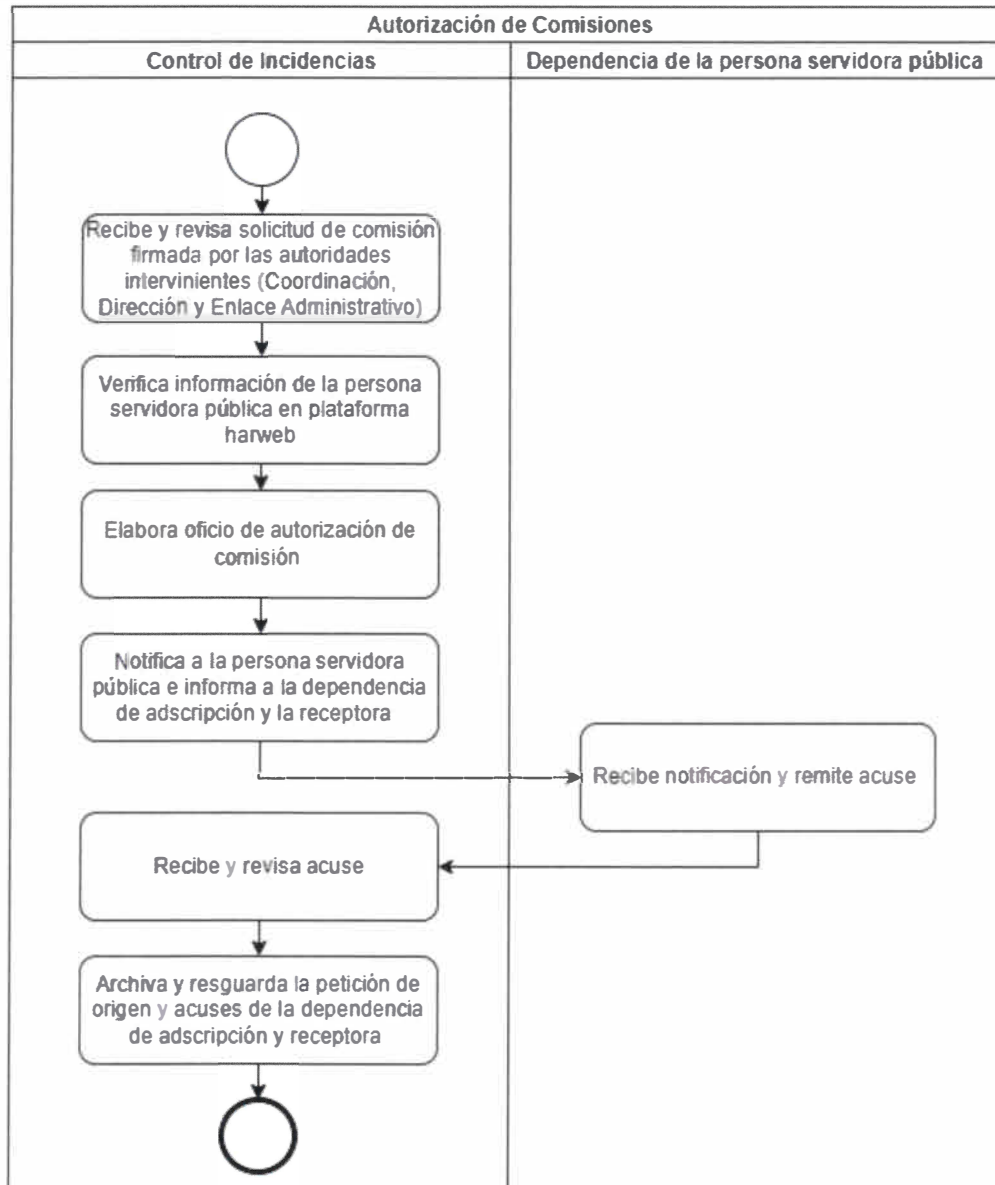 Autorización de Comisiones
Control de Incidencias
Dependencia de la persona servidora pública
Recibe y revisa solicitud de comisión
firmada por las autoridades
intervinientes (Coordinación,
Dirección y Enlace Administrativo)
Verifica información de la persona
servidora pública en plataforma
harweb
Elabora oficio de autorización de
comisión
Notifica a la persona servidora
pública e informa a la dependencia
de adscripción y la receptora
Recibe notificación y remite acuse
Recibe y revisa acuse
Archiva y resguarda la petición de
origen y acuses de la dependencia
de adscripción y receptora